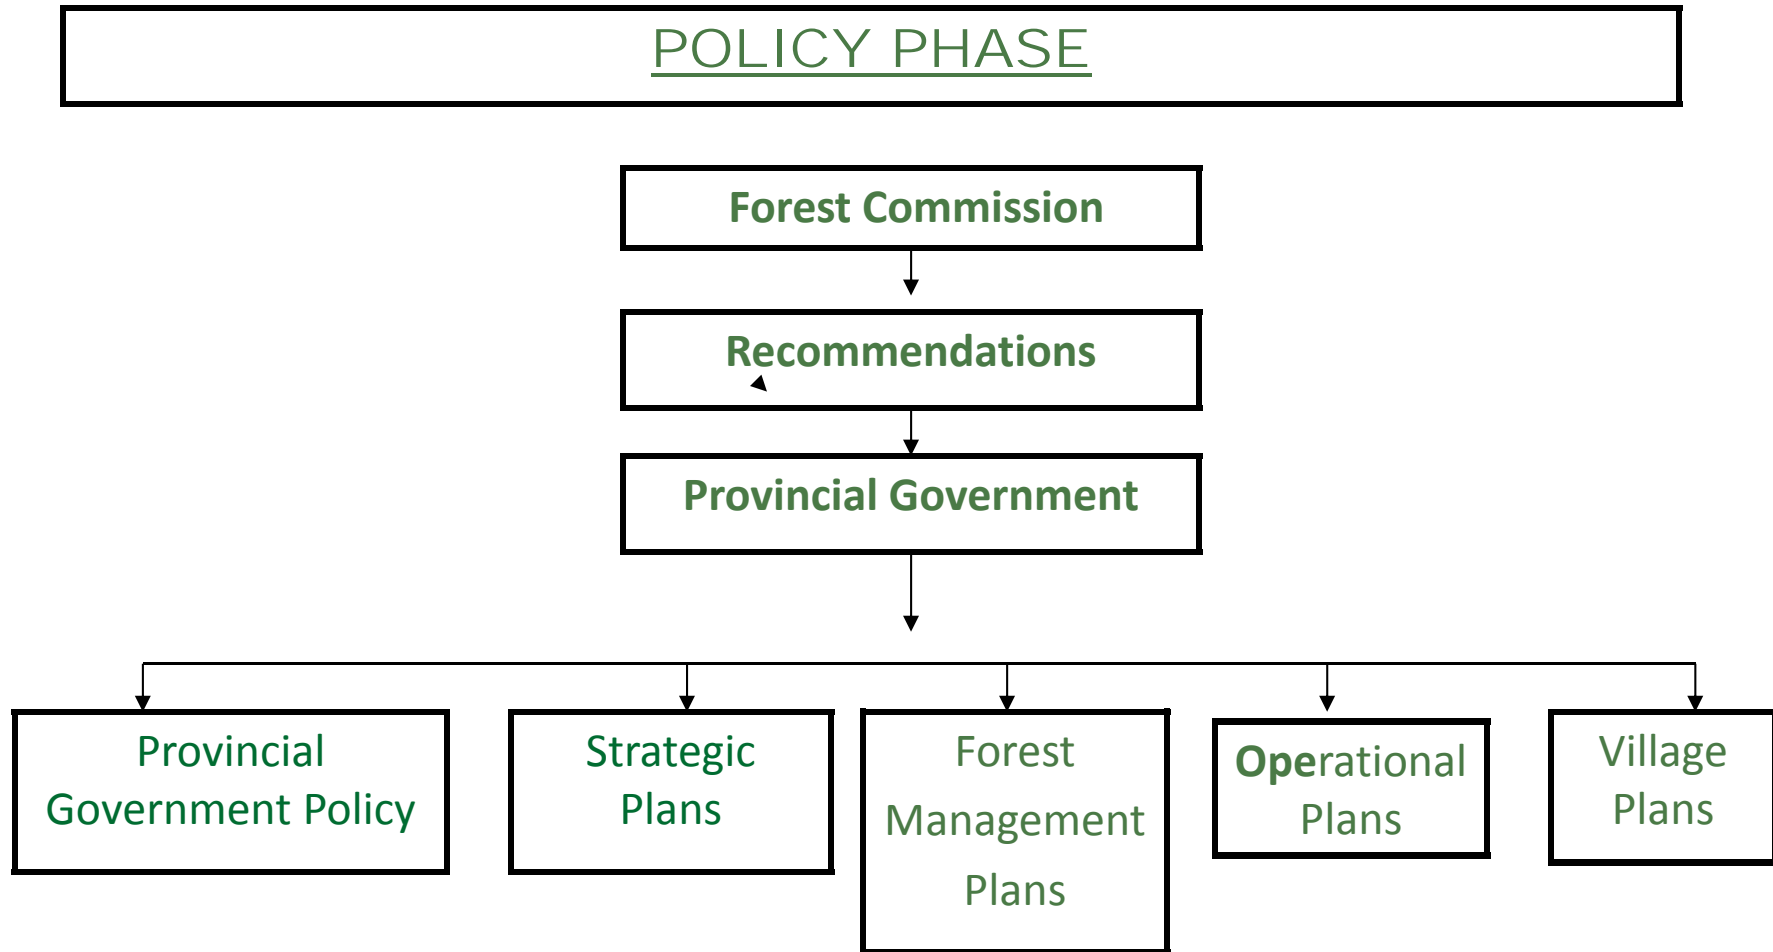 POLICY PHASE
Forest Commission
Recommendations
Provincial Government
Provincial
Government Policy
Strategic
Plans
Forest
Management
Plans
Operational
Plans
Village
Plans